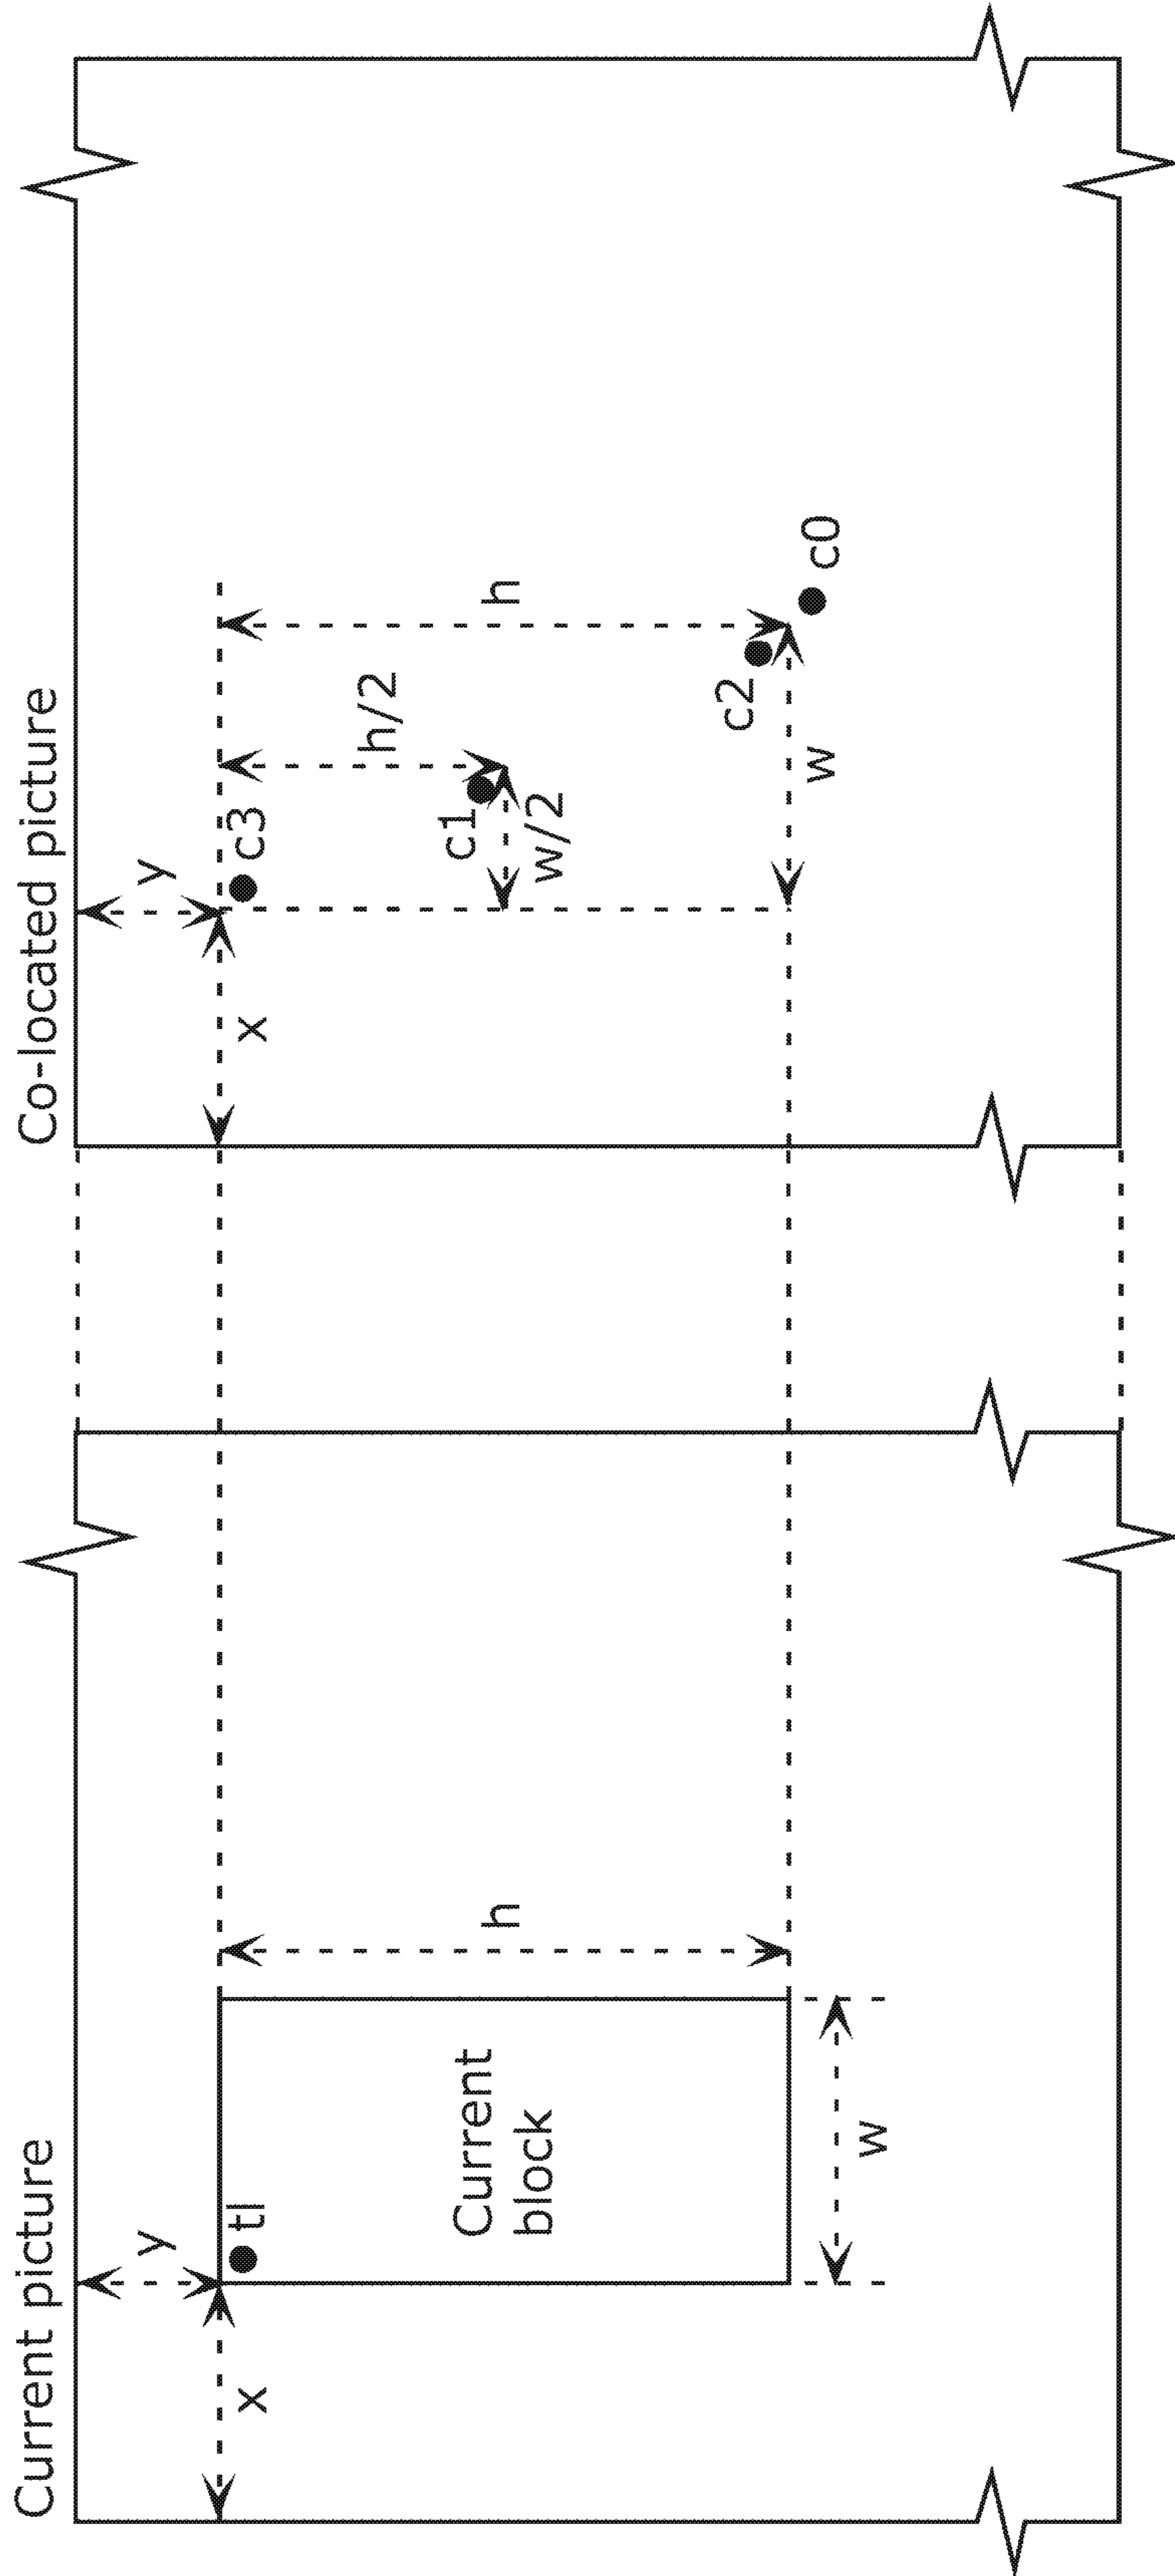 Current picture
y
x
tl
Current
block
h
w
Co-located picture
y
x
c3
h/2
h
c1
w/2
c2
w
c0